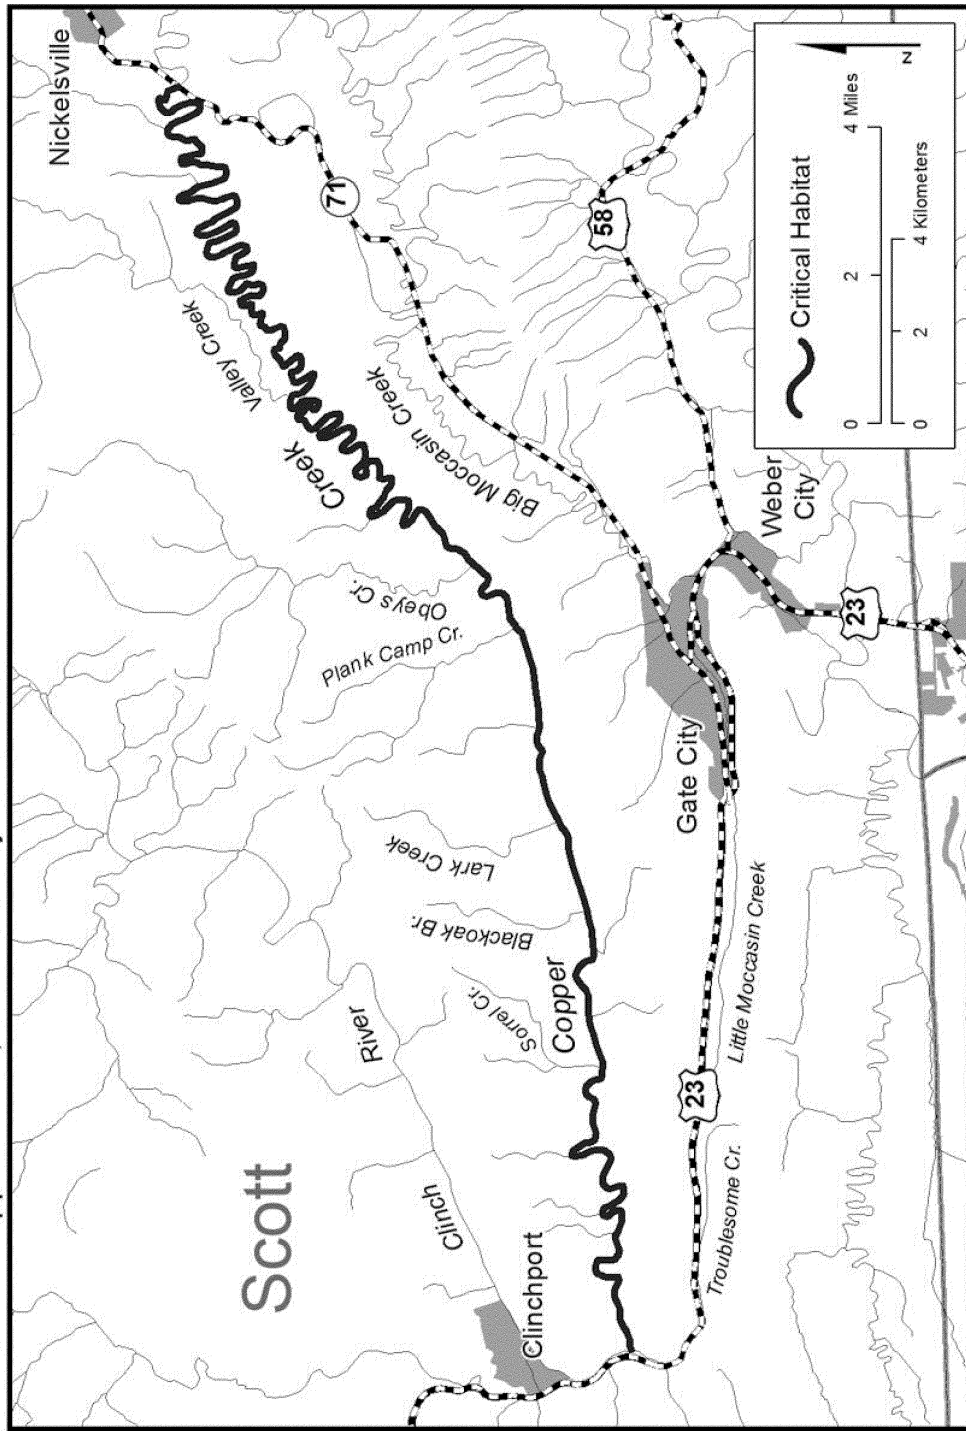 Nickelsville
71
58
Valley Creek
Creek
Big Moccasin Creek
Obeys Cr.
Plank Camp Cr.
Weber
City
23
Gate City
Lark Creek
Blackoak Br.
Sorrel Cr.
Copper
River
Little Moccasin Creek
23
Scott
Clinch
Clinchport
Troublesome Cr.
Critical Habitat
0 2 4 Miles
0 2 4 Kilometers
N